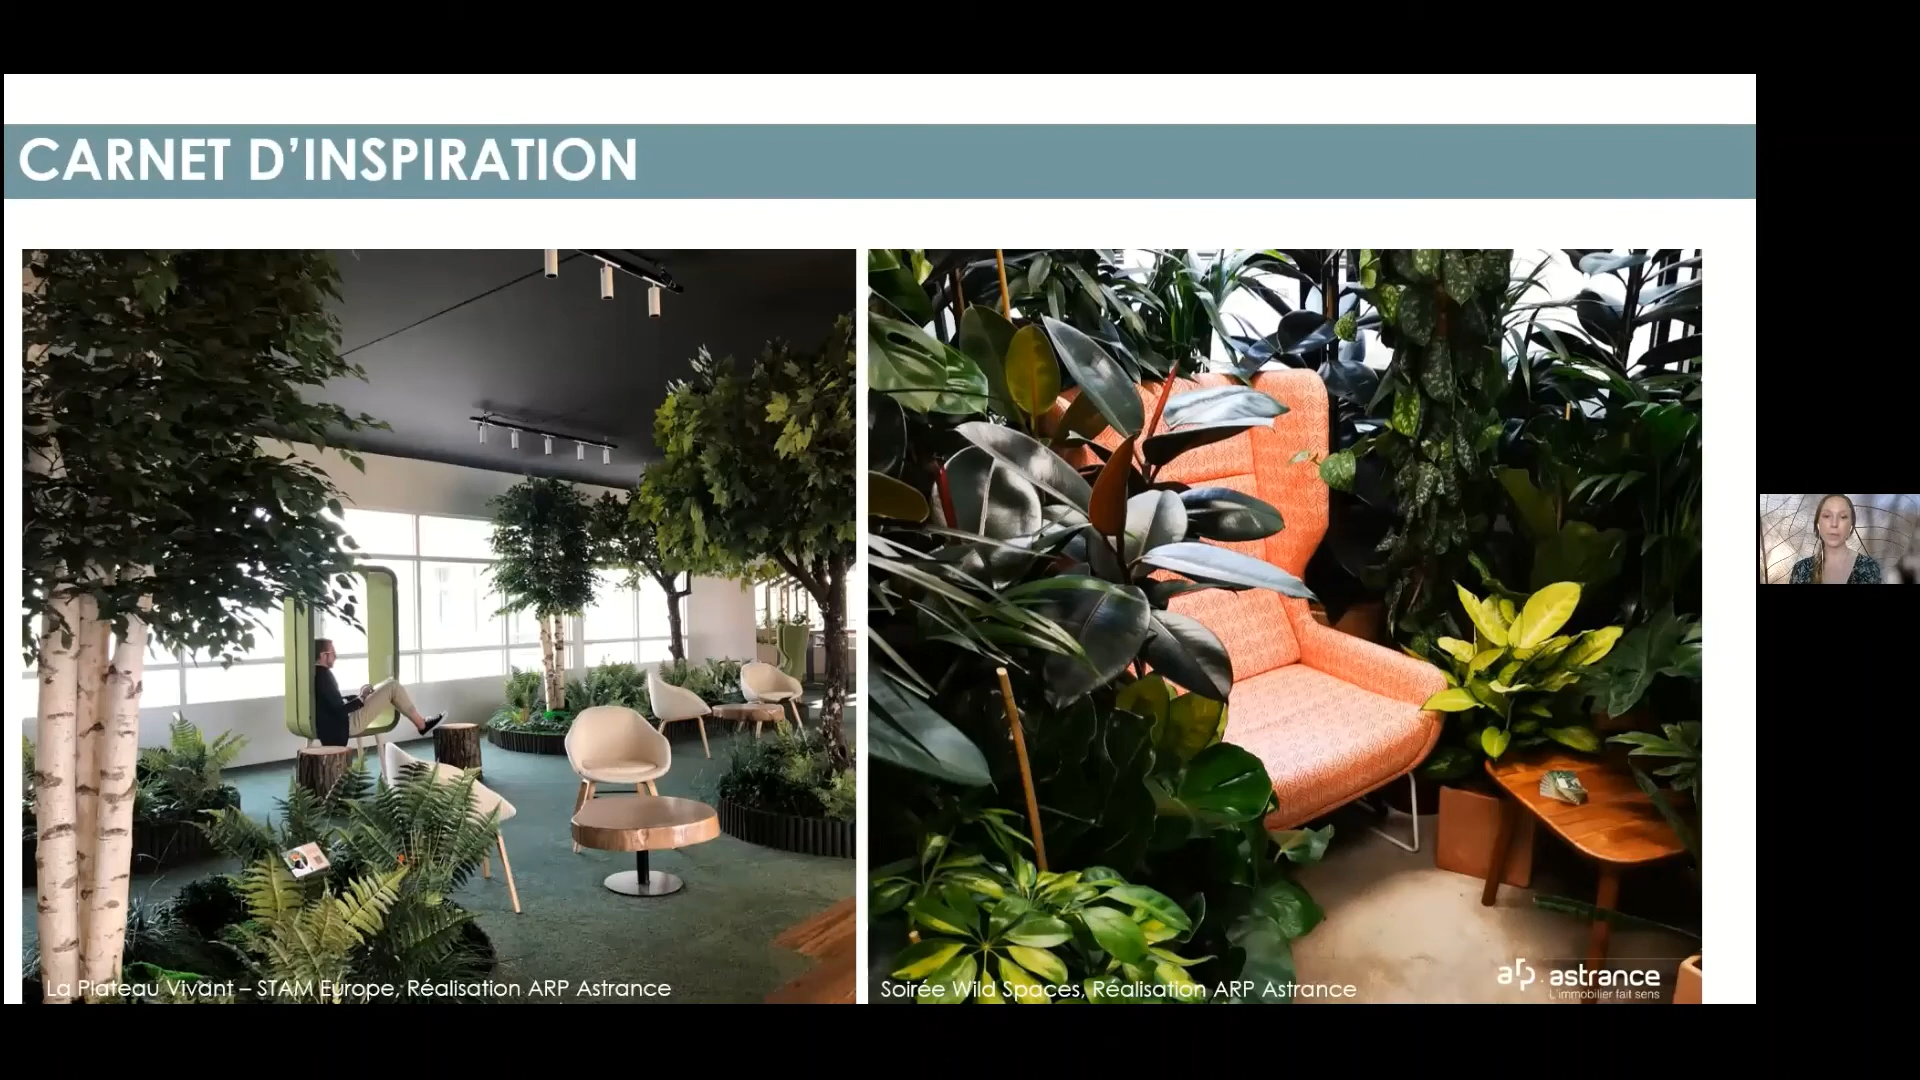 CARNET D’INSPIRATION
La Plateau Vivant – STAM Europe, Réalisation ARP Astrance
Soirée Wild Spaces, Réalisation ARP Astrance
arp. astrance
L'immobilier fait sens